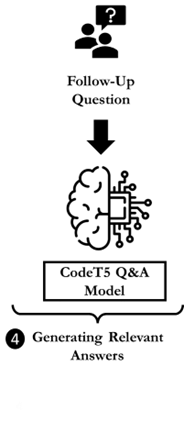 ?
Follow-Up
Question
CodeT5 Q&A
Model
4 Generating Relevant
Answers